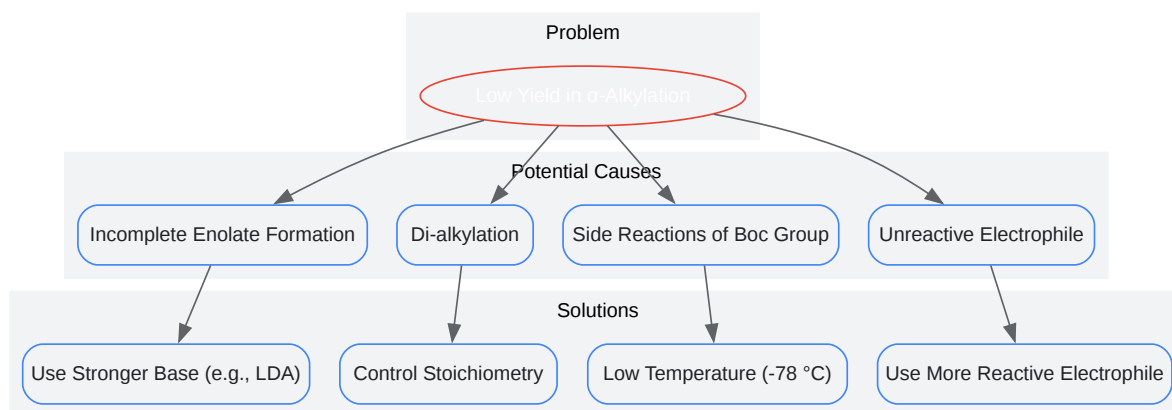 Problem
Low Yield in α-Alkylation
Potential Causes
Incomplete Enolate Formation
Di-alkylation
Side Reactions of Boc Group
Unreactive Electrophile
Solutions
Use Stronger Base (e.g., LDA)
Control Stoichiometry
Low Temperature (-78 °C)
Use More Reactive Electrophile